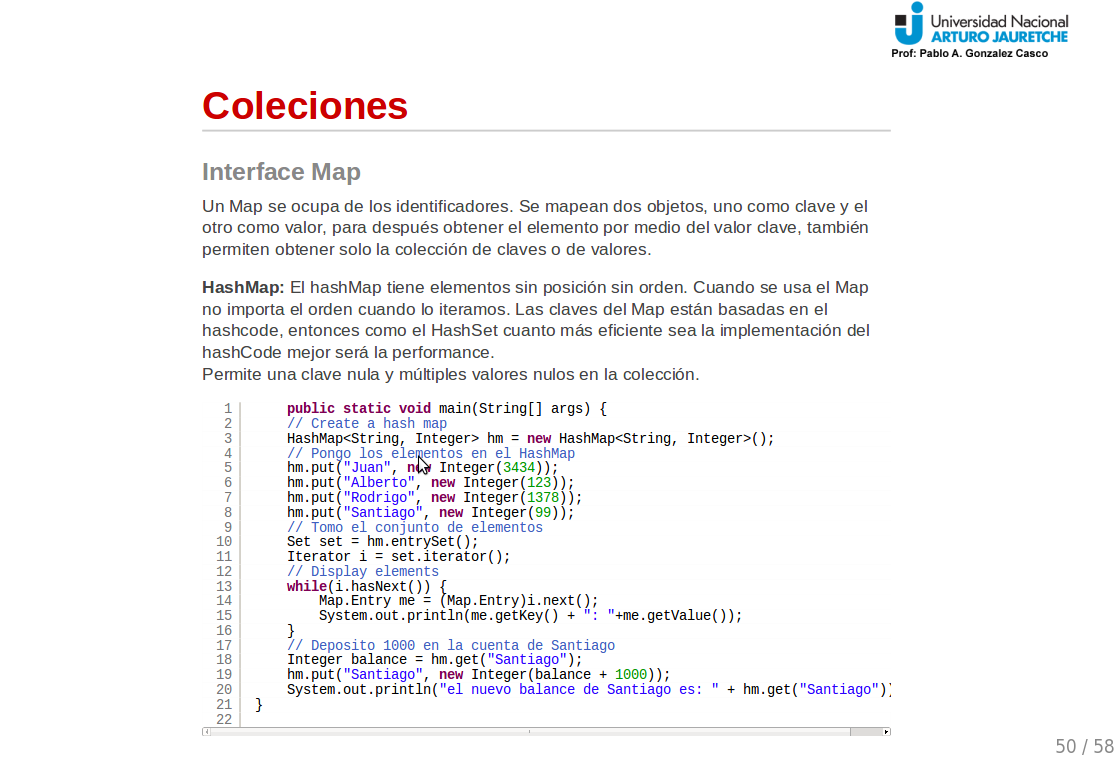 Universidad Nacional
ARTURO JAURETCHE
Prof: Pablo A. Gonzalez Casco
Coleciones
Interface Map
Un Map se ocupa de los identificadores. Se mapean dos objetos, uno como clave y el
otro como valor, para después obtener el elemento por medio del valor clave, también
permiten obtener solo la colección de claves o de valores.
HashMap: El hashMap tiene elementos sin posición sin orden. Cuando se usa el Map
no importa el orden cuando lo iteramos. Las claves del Map están basadas en el
hashcode, entonces como el HashSet cuanto más eficiente sea la implementación del
hashCode mejor será la performance.
Permite una clave nula y múltiples valores nulos en la colección.
1 public static void main(String[] args) {
2 // Create a hash map
3 HashMap<String, Integer> hm = new HashMap<String, Integer>();
4 // Pongo los elementos en el HashMap
5 hm.put("Juan", new Integer(3434));
6 hm.put("Alberto", new Integer(123));
7 hm.put("Rodrigo", new Integer(1378));
8 hm.put("Santiago", new Integer(99));
9 // Tomo el conjunto de elementos
10 Set set = hm.entrySet();
11 Iterator i = set.iterator();
12 // Display elements
13 while(i.hasNext()) {
14 Map.Entry me = (Map.Entry)i.next();
15 System.out.println(me.getKey() + ": "+me.getValue());
16 }
17 // Deposito 1000 en la cuenta de Santiago
18 Integer balance = hm.get("Santiago");
19 hm.put("Santiago", new Integer(balance + 1000));
20 System.out.println("el nuevo balance de Santiago es: " + hm.get("Santiago"))
21 }
22
50 / 58